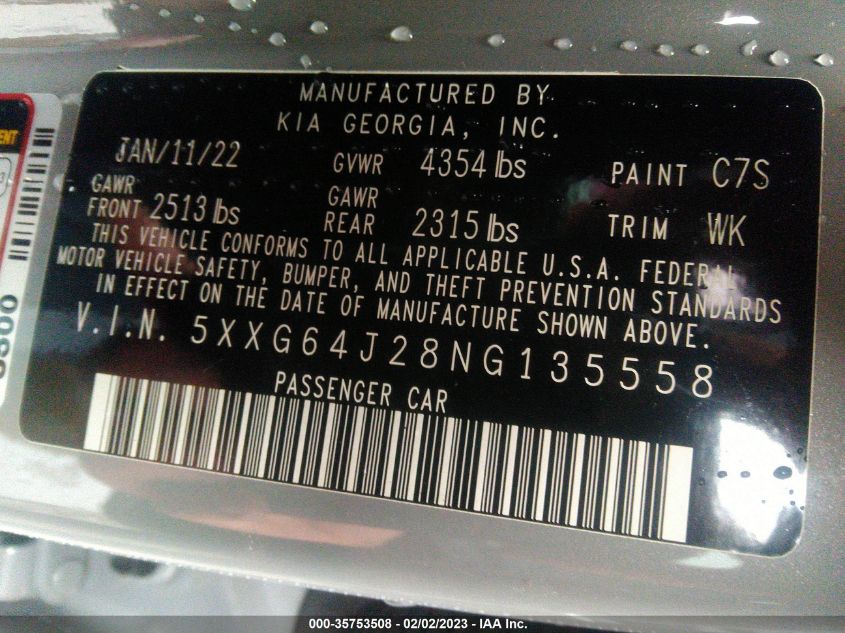 MANUFACTURED BY
KIA GEORGIA, INC.
JAN/11/22 GVWR 4354 lbs PAINT C7S
GAWR FRONT 2513 lbs GAWR REAR 2315 lbs TRIM WK
THIS VEHICLE CONFORMS TO ALL APPLICABLE U.S.A. FEDERAL
MOTOR VEHICLE SAFETY, BUMPER, AND THEFT PREVENTION STANDARDS
IN EFFECT ON THE DATE OF MANUFACTURE SHOWN ABOVE.
V.I.N. 5XXG64J28NG135558
PASSENGER CAR
000-35753508 - 02/02/2023 - IAA Inc.